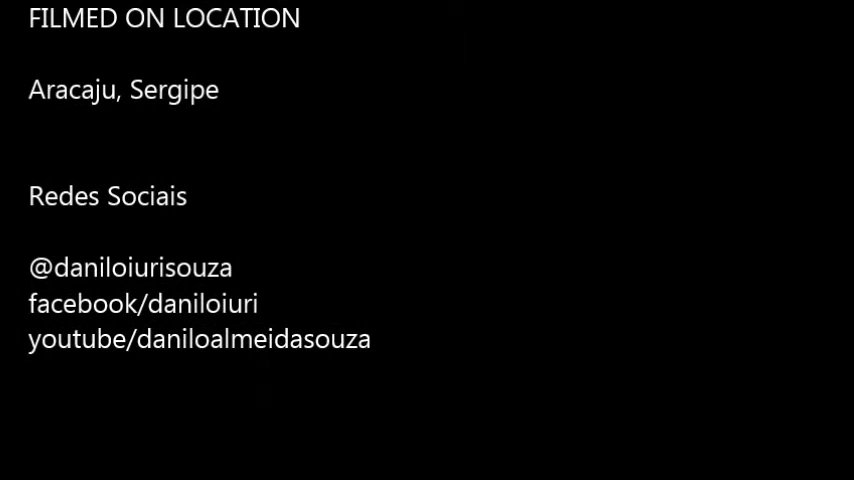 FILMED ON LOCATION
Aracaju, Sergipe
Redes Sociais
@daniloiurisouza
facebook/daniloiuri
youtube/daniloalmeidasouza